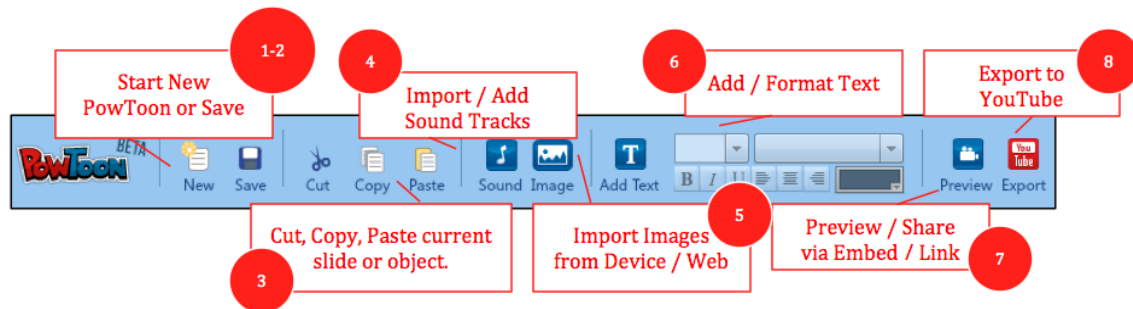 1-2
Start New
PowToon or Save
4
Import / Add
Sound Tracks
6
Add / Format Text
8
Export to
YouTube
POWTOON
BETA
New Save Cut Copy Paste Sound Image Add Text Preview Export
T
You
Tube
B I U
3
Cut, Copy, Paste current
slide or object.
5
Import Images
from Device / Web
7
Preview / Share
via Embed / Link